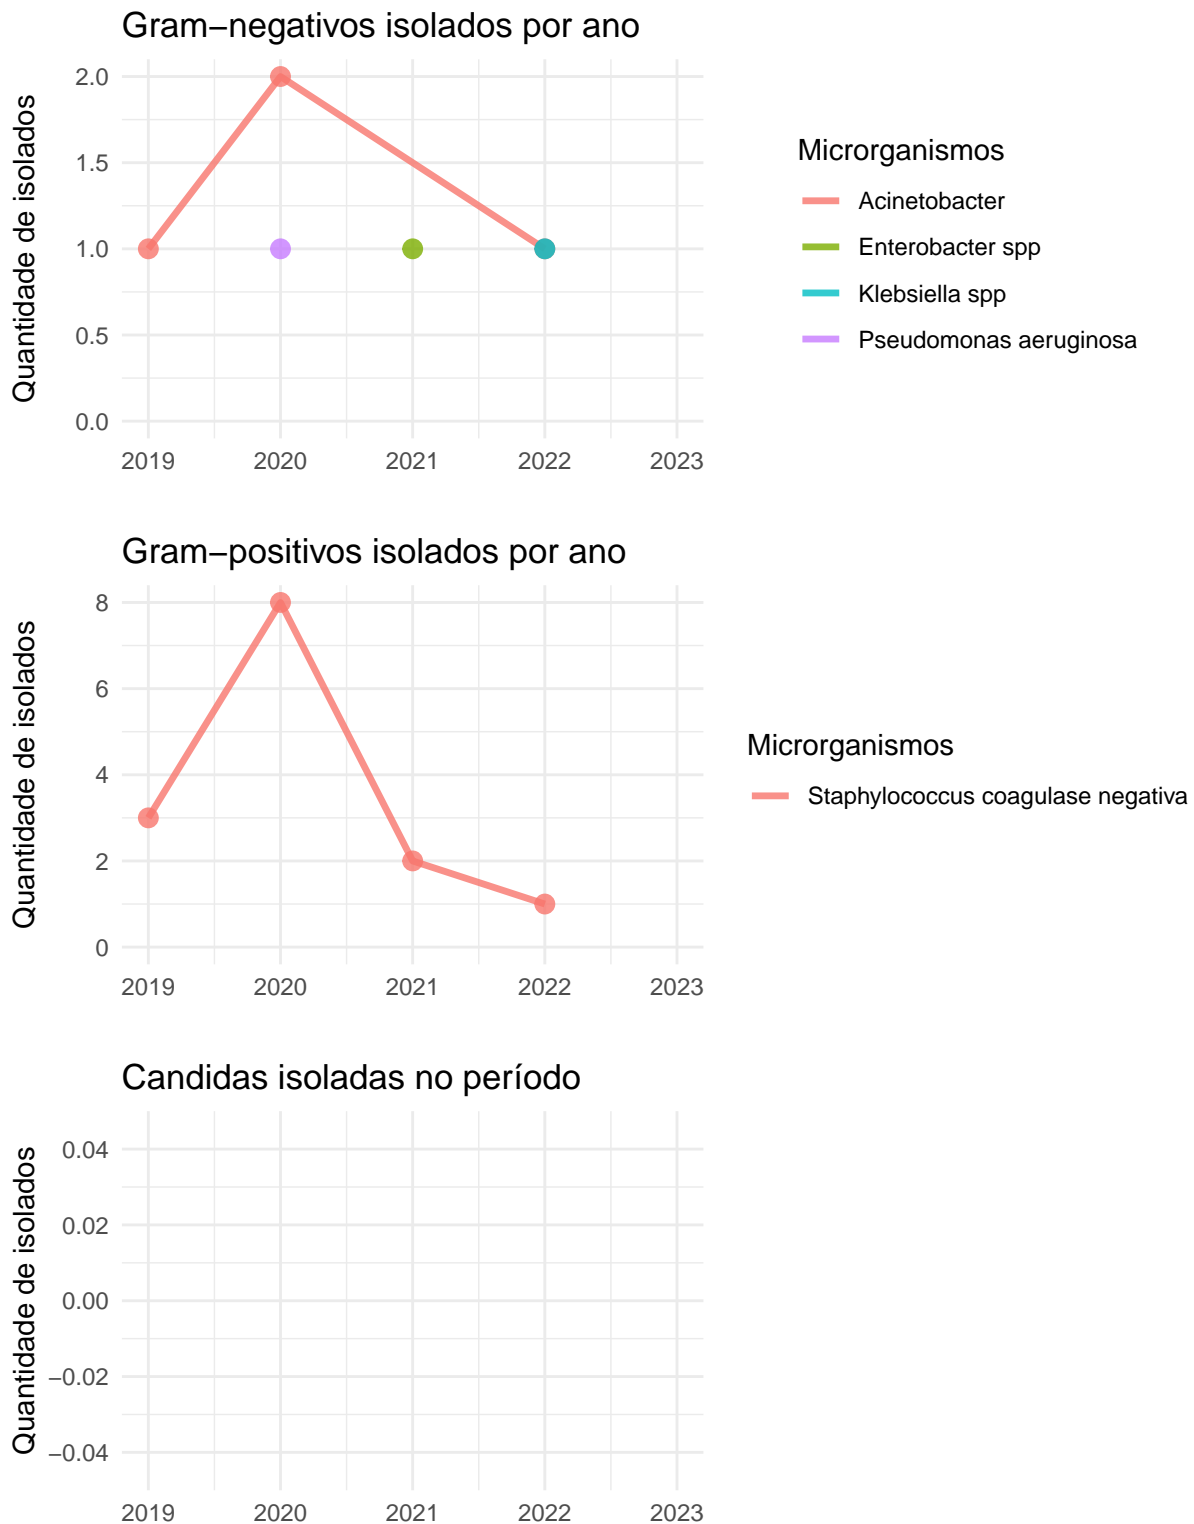 Gram−negativos isolados por ano
Quantidade de isolados
2.0
1.5
1.0
0.5
0.0
2019 2020 2021 2022 2023
Microrganismos
Acinetobacter
Enterobacter spp
Klebsiella spp
Pseudomonas aeruginosa
Gram−positivos isolados por ano
Quantidade de isolados
8
6
4
2
0
2019 2020 2021 2022 2023
Microrganismos
Staphylococcus coagulase negativa
Candidas isoladas no período
Quantidade de isolados
0.04
0.02
0.00
−0.02
−0.04
2019 2020 2021 2022 2023